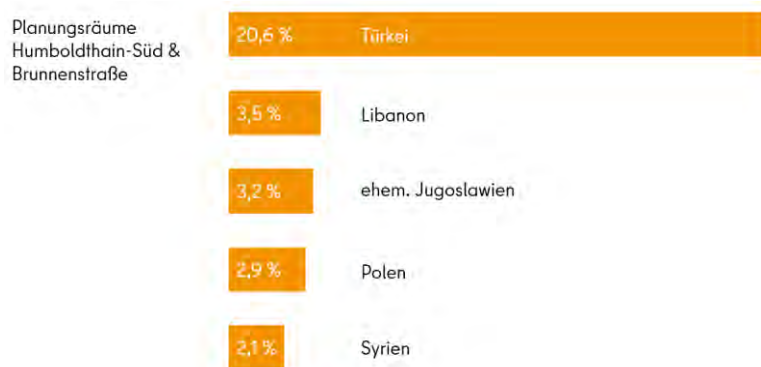 Planungsräume
Humboldthain-Süd &
Brunnenstraße
20,6 % Türkei
3,5 % Libanon
3,2 % ehem. Jugoslawien
2,9 % Polen
2,1 % Syrien